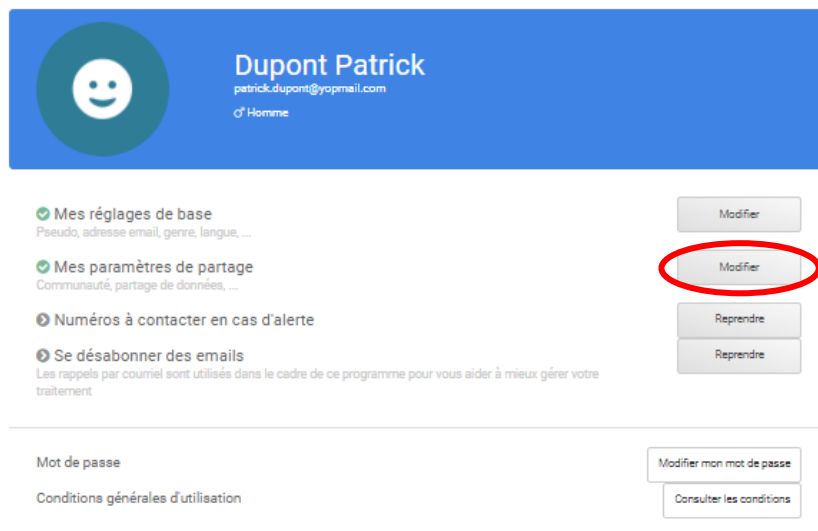 Dupont Patrick
patrick.dupont@yopmail.com
♂ Homme
Mes réglages de base
Modifier
Pseudo, adresse email, genre, langue, ...
Mes paramètres de partage
Modifier
Communauté, partage de données, ...
Numéros à contacter en cas d'alerte
Reprendre
Se désabonner des emails
Reprendre
Les rappels par courriel sont utilisés dans le cadre de ce programme pour vous aider à mieux gérer votre
traitement
Mot de passe
Modifier mon mot de passe
Conditions générales d'utilisation
Consulter les conditions